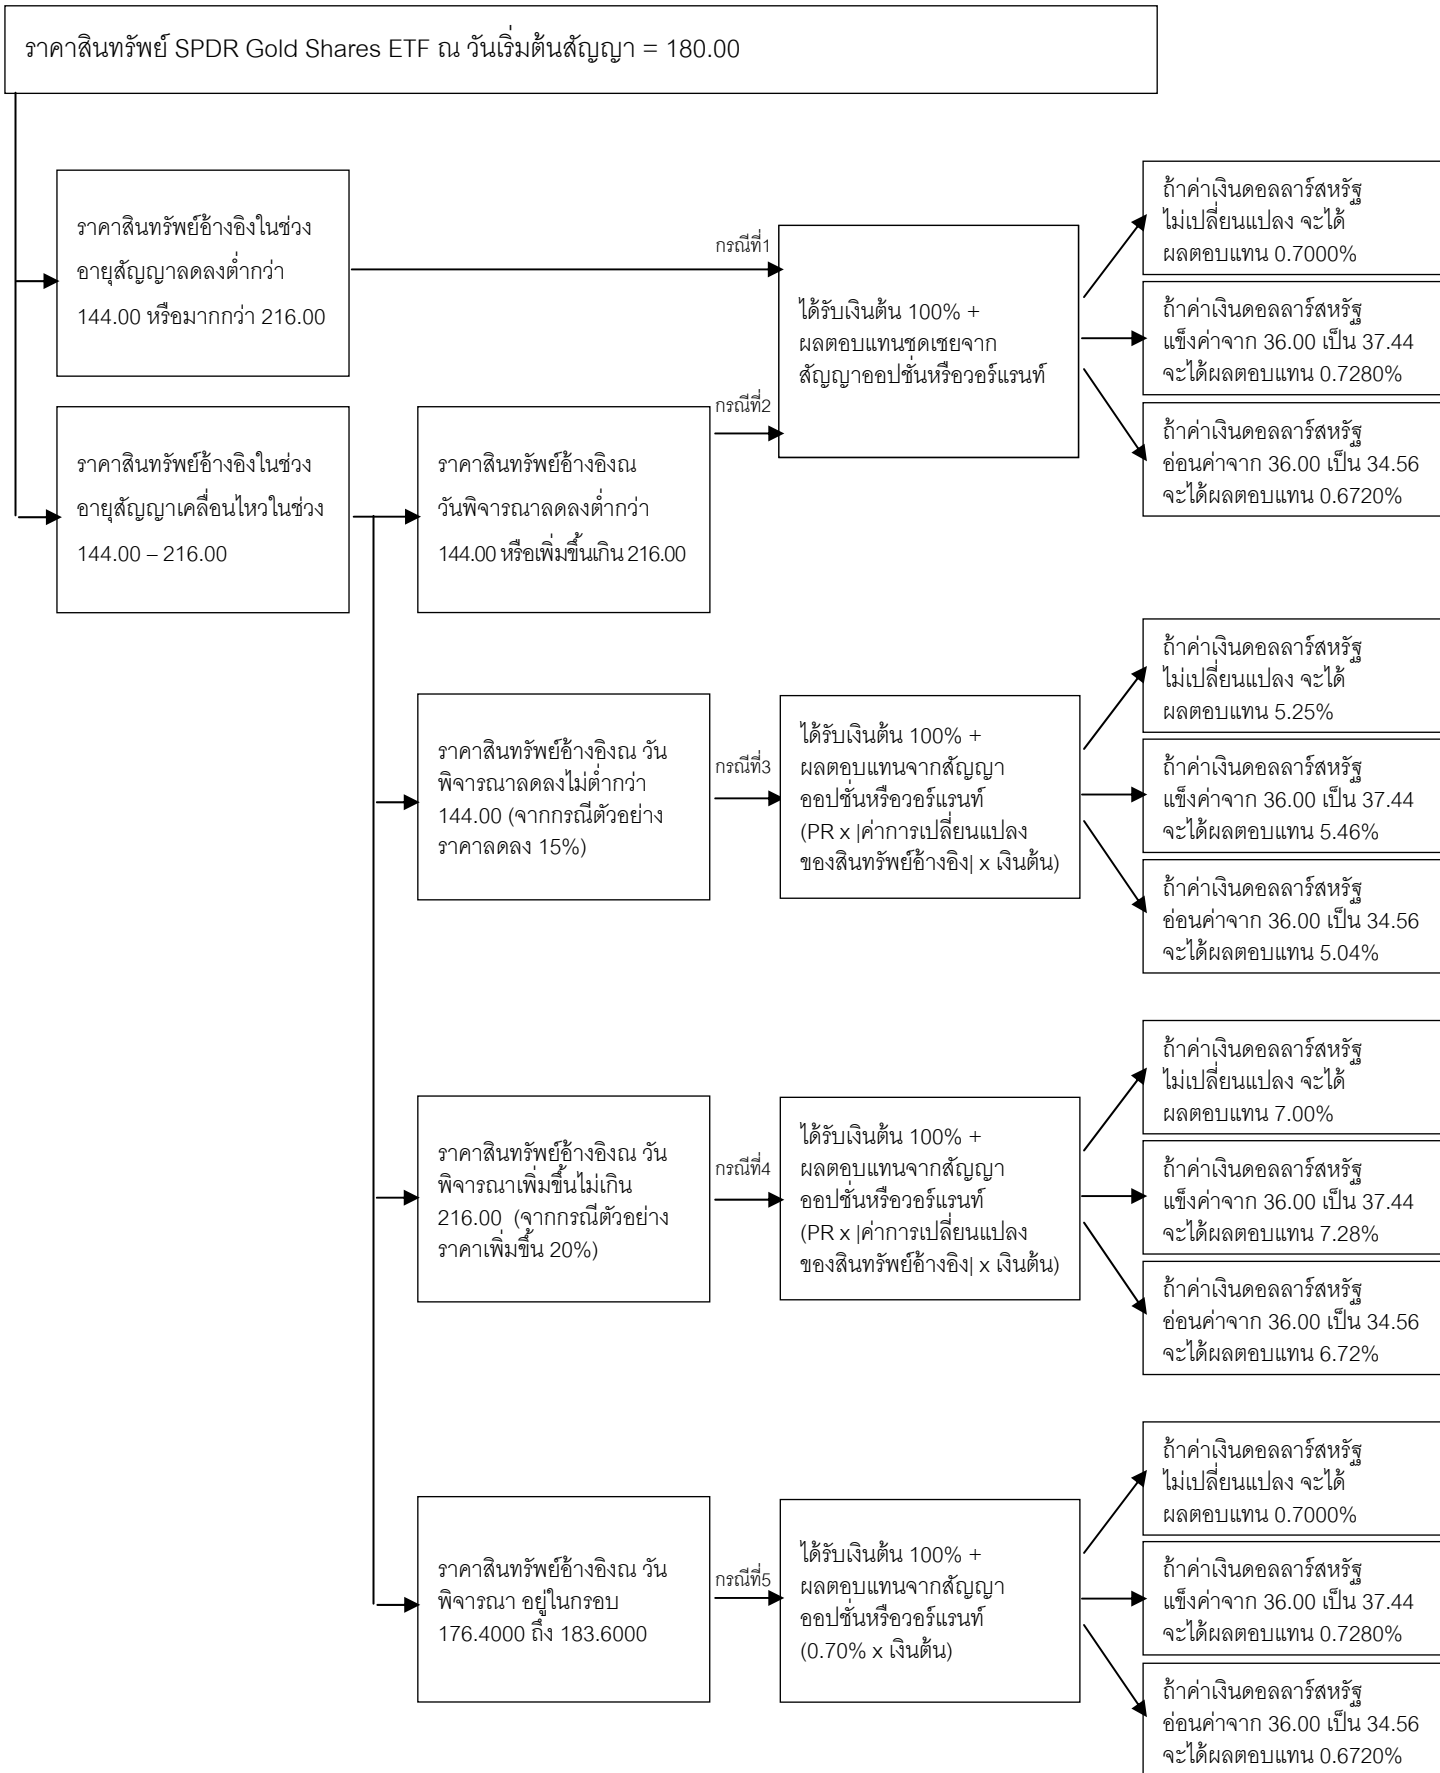 ราคาสินทรัพย์ SPDR Gold Shares ETF ณ วันเริ่มต้นสัญญา = 180.00
ราคาสินทรัพย์อ้างอิงในช่วง
อายุสัญญาลดลงต่ำกว่า
144.00 หรือมากกว่า 216.00
กรณีที่1
ได้รับเงินต้น 100% +
ผลตอบแทนชดเชยจาก
สัญญาออปชั่นหรือวอร์แรนท์
ถ้าค่าเงินดอลลาร์สหรัฐ
ไม่เปลี่ยนแปลง จะได้
ผลตอบแทน 0.7000%
ถ้าค่าเงินดอลลาร์สหรัฐ
แข็งค่าจาก 36.00 เป็น 37.44
จะได้ผลตอบแทน 0.7280%
ถ้าค่าเงินดอลลาร์สหรัฐ
อ่อนค่าจาก 36.00 เป็น 34.56
จะได้ผลตอบแทน 0.6720%
ราคาสินทรัพย์อ้างอิงในช่วง
อายุสัญญาเคลื่อนไหวในช่วง
144.00 – 216.00
ราคาสินทรัพย์อ้างอิงณ
วันพิจารณาลดลงต่ำกว่า
144.00 หรือเพิ่มขึ้นเกิน 216.00
กรณีที่2
ราคาสินทรัพย์อ้างอิงณ วัน
พิจารณาลดลงไม่ต่ำกว่า
144.00 (จากกรณีตัวอย่าง
ราคาลดลง 15%)
กรณีที่3
ได้รับเงินต้น 100% +
ผลตอบแทนจากสัญญา
ออปชั่นหรือวอร์แรนท์
(PR x |ค่าการเปลี่ยนแปลง
ของสินทรัพย์อ้างอิง| x เงินต้น)
ถ้าค่าเงินดอลลาร์สหรัฐ
ไม่เปลี่ยนแปลง จะได้
ผลตอบแทน 5.25%
ถ้าค่าเงินดอลลาร์สหรัฐ
แข็งค่าจาก 36.00 เป็น 37.44
จะได้ผลตอบแทน 5.46%
ถ้าค่าเงินดอลลาร์สหรัฐ
อ่อนค่าจาก 36.00 เป็น 34.56
จะได้ผลตอบแทน 5.04%
ราคาสินทรัพย์อ้างอิงณ วัน
พิจารณาเพิ่มขึ้นไม่เกิน
216.00 (จากกรณีตัวอย่าง
ราคาเพิ่มขึ้น 20%)
กรณีที่4
ได้รับเงินต้น 100% +
ผลตอบแทนจากสัญญา
ออปชั่นหรือวอร์แรนท์
(PR x |ค่าการเปลี่ยนแปลง
ของสินทรัพย์อ้างอิง| x เงินต้น)
ถ้าค่าเงินดอลลาร์สหรัฐ
ไม่เปลี่ยนแปลง จะได้
ผลตอบแทน 7.00%
ถ้าค่าเงินดอลลาร์สหรัฐ
แข็งค่าจาก 36.00 เป็น 37.44
จะได้ผลตอบแทน 7.28%
ถ้าค่าเงินดอลลาร์สหรัฐ
อ่อนค่าจาก 36.00 เป็น 34.56
จะได้ผลตอบแทน 6.72%
ราคาสินทรัพย์อ้างอิงณ วัน
พิจารณา อยู่ในกรอบ
176.4000 ถึง 183.6000
กรณีที่5
ได้รับเงินต้น 100% +
ผลตอบแทนจากสัญญา
ออปชั่นหรือวอร์แรนท์
(0.70% x เงินต้น)
ถ้าค่าเงินดอลลาร์สหรัฐ
ไม่เปลี่ยนแปลง จะได้
ผลตอบแทน 0.7000%
ถ้าค่าเงินดอลลาร์สหรัฐ
แข็งค่าจาก 36.00 เป็น 37.44
จะได้ผลตอบแทน 0.7280%
ถ้าค่าเงินดอลลาร์สหรัฐ
อ่อนค่าจาก 36.00 เป็น 34.56
จะได้ผลตอบแทน 0.6720%